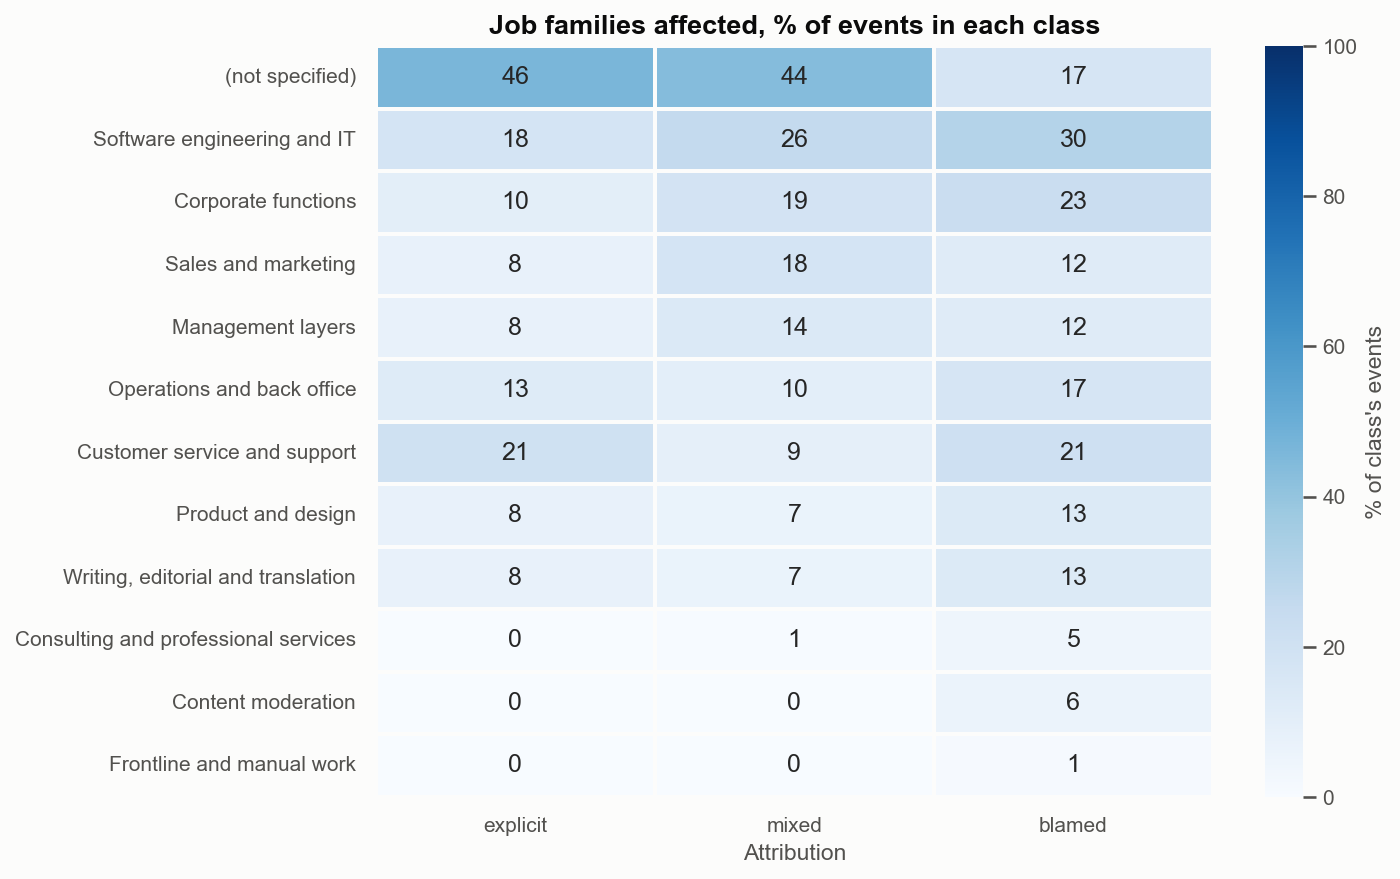 Job families affected, % of events in each class
(not specified) 46 44 17
Software engineering and IT 18 26 30
Corporate functions 10 19 23
Sales and marketing 8 18 12
Management layers 8 14 12
Operations and back office 13 10 17
Customer service and support 21 9 21
Product and design 8 7 13
Writing, editorial and translation 8 7 13
Consulting and professional services 0 1 5
Content moderation 0 0 6
Frontline and manual work 0 0 1
explicit mixed blamed
Attribution
100
80
60
40
20
0
% of class's events